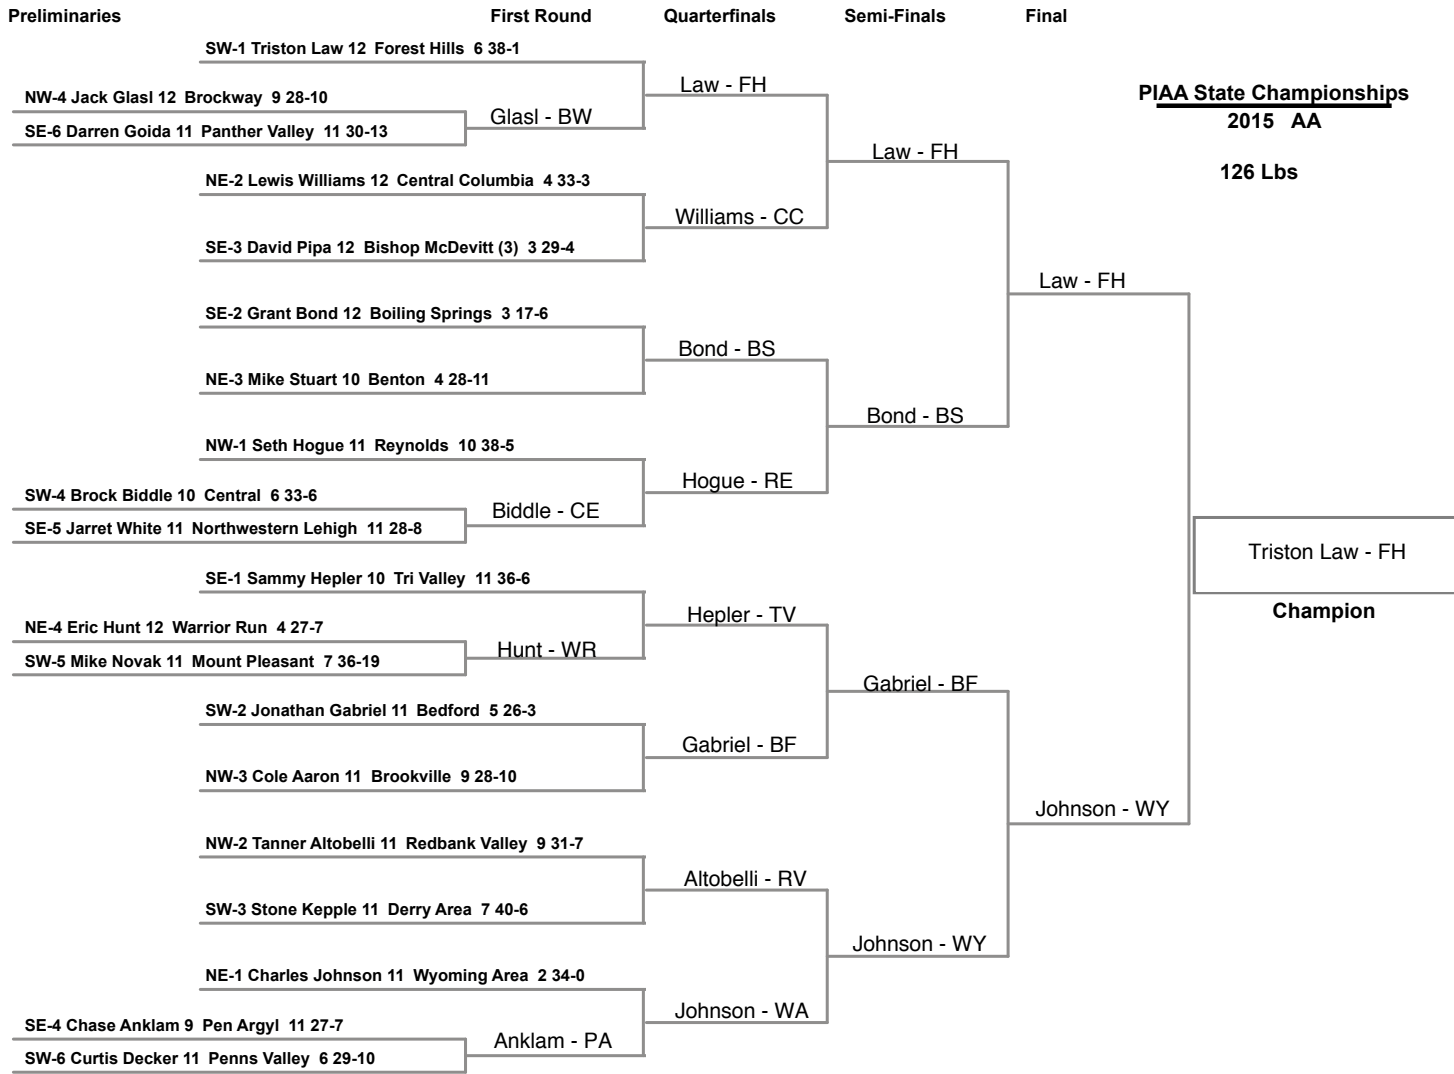 Preliminaries First Round Quarterfinals Semi-Finals Final
SW-1 Triston Law 12 Forest Hills 6 38-1
Law - FH
PIAA State Championships
NW-4 Jack Glasl 12 Brockway 9 28-10
Glasl - BW
2015 AA
SE-6 Darren Goida 11 Panther Valley 11 30-13
Law - FH
126 Lbs
NE-2 Lewis Williams 12 Central Columbia 4 33-3
Williams - CC
SE-3 David Pipa 12 Bishop McDevitt (3) 3 29-4
Law - FH
SE-2 Grant Bond 12 Boiling Springs 3 17-6
Bond - BS
NE-3 Mike Stuart 10 Benton 4 28-11
Bond - BS
NW-1 Seth Hogue 11 Reynolds 10 38-5
Hogue - RE
SW-4 Brock Biddle 10 Central 6 33-6
Biddle - CE
SE-5 Jarret White 11 Northwestern Lehigh 11 28-8
Triston Law - FH
SE-1 Sammy Hepler 10 Tri Valley 11 36-6
Hepler - TV
Champion
NE-4 Eric Hunt 12 Warrior Run 4 27-7
Hunt - WR
SW-5 Mike Novak 11 Mount Pleasant 7 36-19
Gabriel - BF
SW-2 Jonathan Gabriel 11 Bedford 5 26-3
Gabriel - BF
NW-3 Cole Aaron 11 Brookville 9 28-10
Johnson - WY
NW-2 Tanner Altobelli 11 Redbank Valley 9 31-7
Altobelli - RV
SW-3 Stone Kepple 11 Derry Area 7 40-6
Johnson - WY
NE-1 Charles Johnson 11 Wyoming Area 2 34-0
Johnson - WA
SE-4 Chase Anklam 9 Pen Argyl 11 27-7
Anklam - PA
SW-6 Curtis Decker 11 Penns Valley 6 29-10